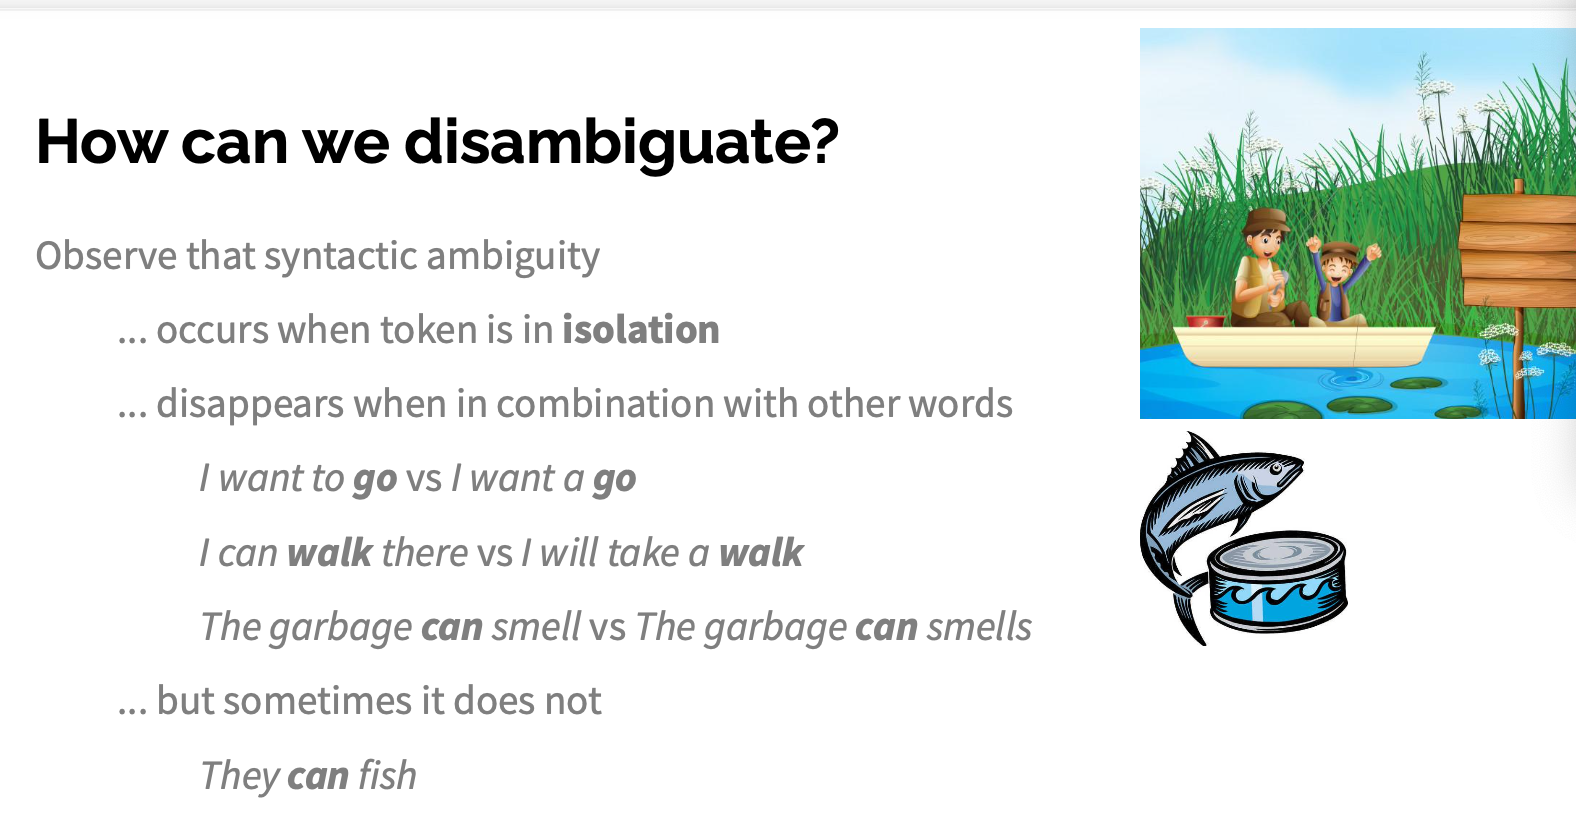 How can we disambiguate?
Observe that syntactic ambiguity
... occurs when token is in isolation
... disappears when in combination with other words
I want to go vs I want a go
I can walk there vs I will take a walk
The garbage can smell vs The garbage can smells
... but sometimes it does not
They can fish